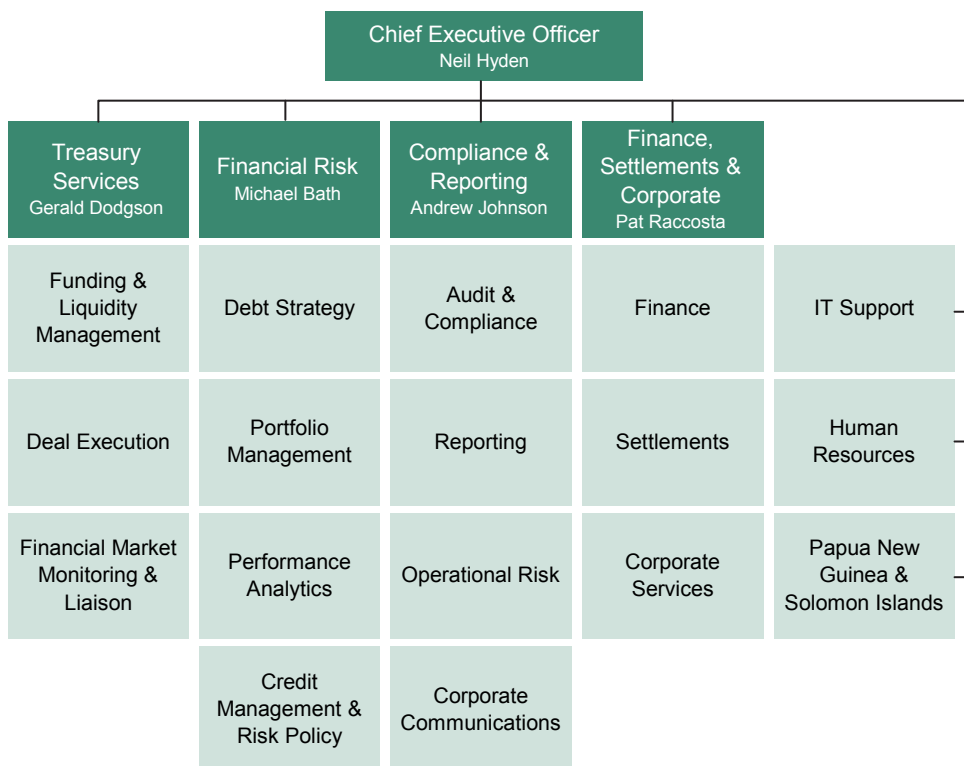 Chief Executive Officer
Neil Hyden
Treasury
Services
Gerald Dodgson
Financial Risk
Michael Bath
Compliance &
Reporting
Andrew Johnson
Finance,
Settlements &
Corporate
Pat Raccosta
Funding &
Liquidity
Management
Debt Strategy
Audit &
Compliance
Finance
IT Support
Deal Execution
Portfolio
Management
Reporting
Settlements
Human
Resources
Financial Market
Monitoring &
Liaison
Performance
Analytics
Operational Risk
Corporate
Services
Papua New
Guinea &
Solomon Islands
Credit
Management &
Risk Policy
Corporate
Communications